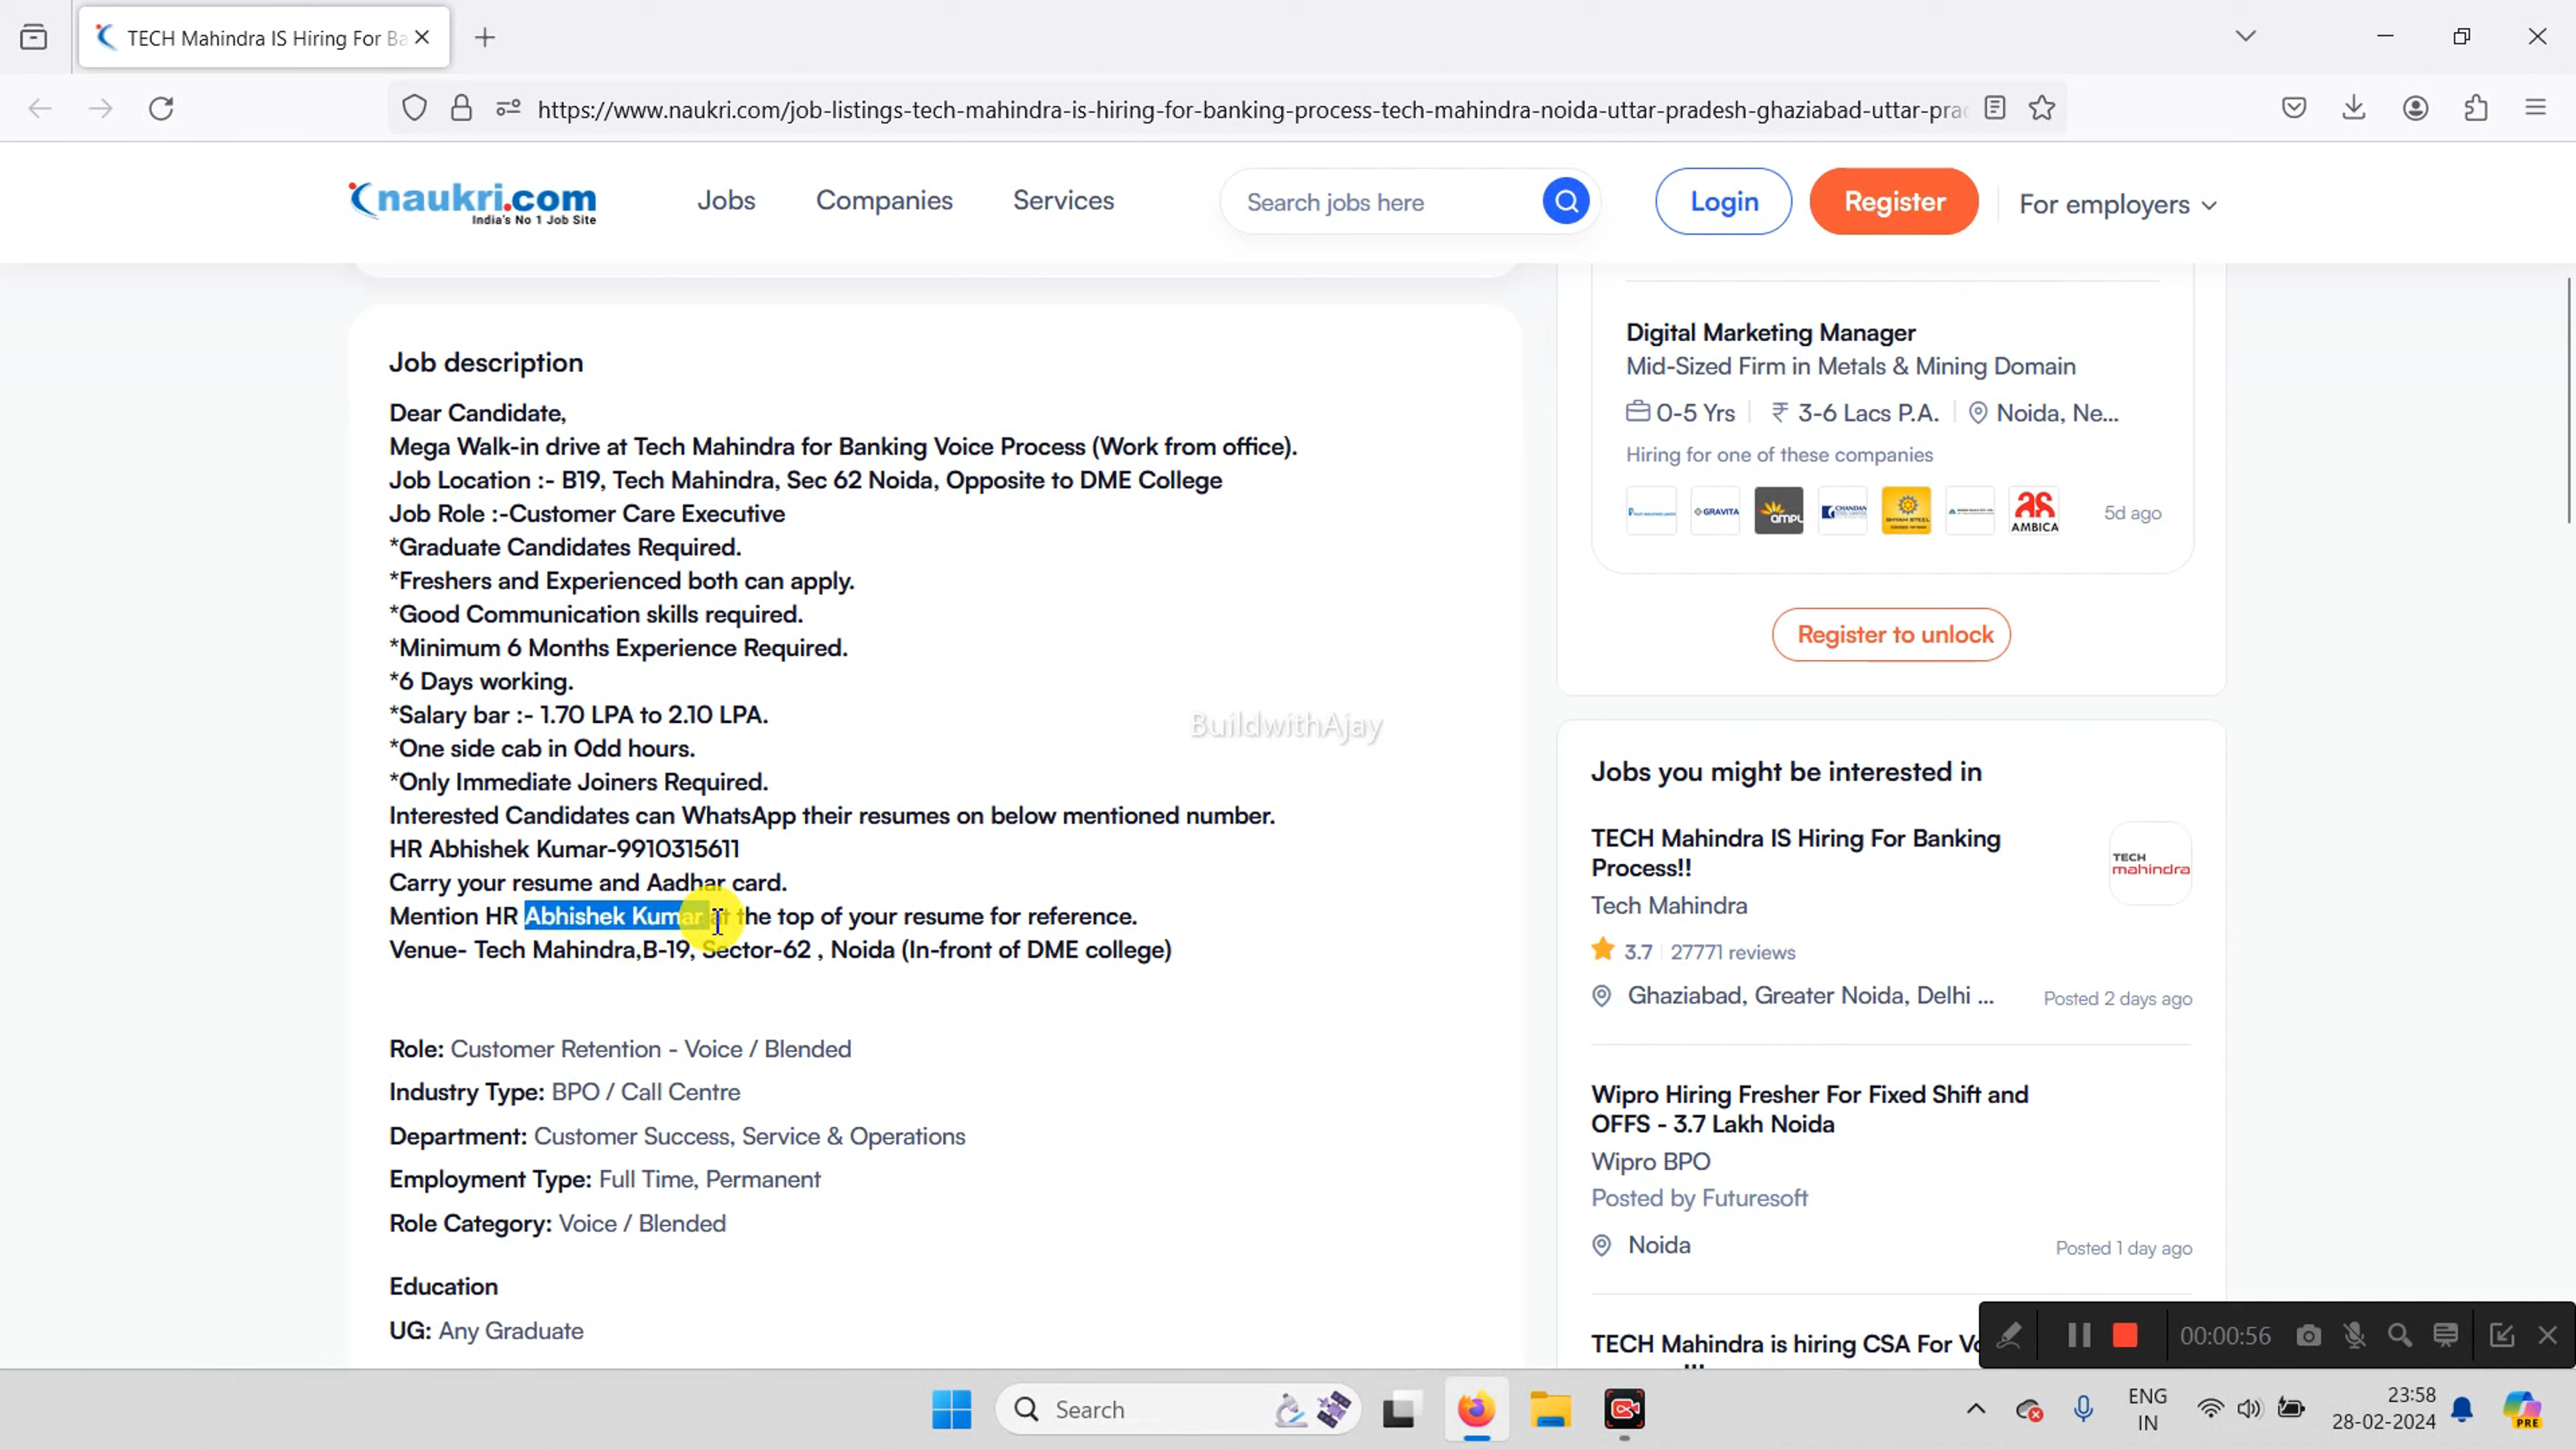 TECH Mahindra IS Hiring For Ba
https://www.naukri.com/job-listings-tech-mahindra-is-hiring-for-banking-process-tech-mahindra-noida-uttar-pradesh-ghaziabad-uttar-prac
naukri.com
India's No 1 Job Site
Jobs
Companies
Services
Search jobs here
Login
Register
For employers
Job description
Dear Candidate,
Mega Walk-in drive at Tech Mahindra for Banking Voice Process (Work from office).
Job Location :- B19, Tech Mahindra, Sec 62 Noida, Opposite to DME College
Job Role :-Customer Care Executive
*Graduate Candidates Required.
*Freshers and Experienced both can apply.
*Good Communication skills required.
*Minimum 6 Months Experience Required.
*6 Days working.
*Salary bar :- 1.70 LPA to 2.10 LPA.
*One side cab in Odd hours.
*Only Immediate Joiners Required.
Interested Candidates can WhatsApp their resumes on below mentioned number.
HR Abhishek Kumar-9910315611
Carry your resume and Aadhar card.
Mention HR Abhishek Kumar at the top of your resume for reference.
Venue- Tech Mahindra,B-19, Sector-62 , Noida (In-front of DME college)
Role: Customer Retention - Voice / Blended
Industry Type: BPO / Call Centre
Department: Customer Success, Service & Operations
Employment Type: Full Time, Permanent
Role Category: Voice / Blended
Education
UG: Any Graduate
BuildwithAjay
Digital Marketing Manager
Mid-Sized Firm in Metals & Mining Domain
0-5 Yrs
₹ 3-6 Lacs P.A.
Noida, Ne...
Hiring for one of these companies
GRAVITA
AMPL
CHANDAN
SHYAM STEEL
AMBICA
5d ago
Register to unlock
Jobs you might be interested in
TECH Mahindra IS Hiring For Banking
Process!!
Tech Mahindra
TECH
mahindra
3.7
27771 reviews
Ghaziabad, Greater Noida, Delhi ...
Posted 2 days ago
Wipro Hiring Fresher For Fixed Shift and
OFFS - 3.7 Lakh Noida
Wipro BPO
Posted by Futuresoft
Noida
Posted 1 day ago
TECH Mahindra is hiring CSA For Vo
00:00:56
Search
ENG
IN
23:58
28-02-2024
PRE